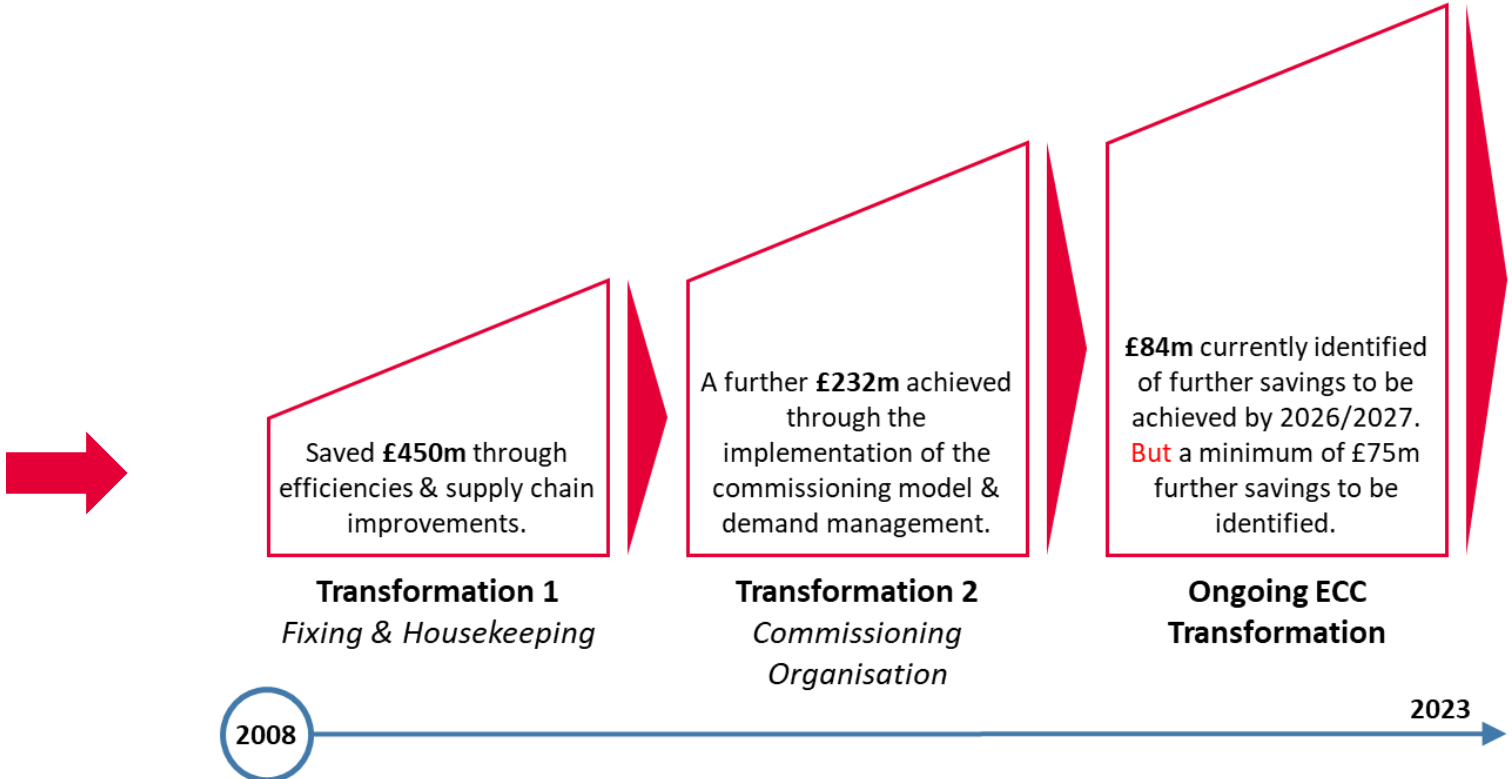 Saved £450m through
efficiencies & supply chain
improvements.
Transformation 1
Fixing & Housekeeping
A further £232m achieved
through the
implementation of the
commissioning model &
demand management.
Transformation 2
Commissioning
Organisation
£84m currently identified
of further savings to be
achieved by 2026/2027.
But a minimum of £75m
further savings to be
identified.
Ongoing ECC
Transformation
2008
2023